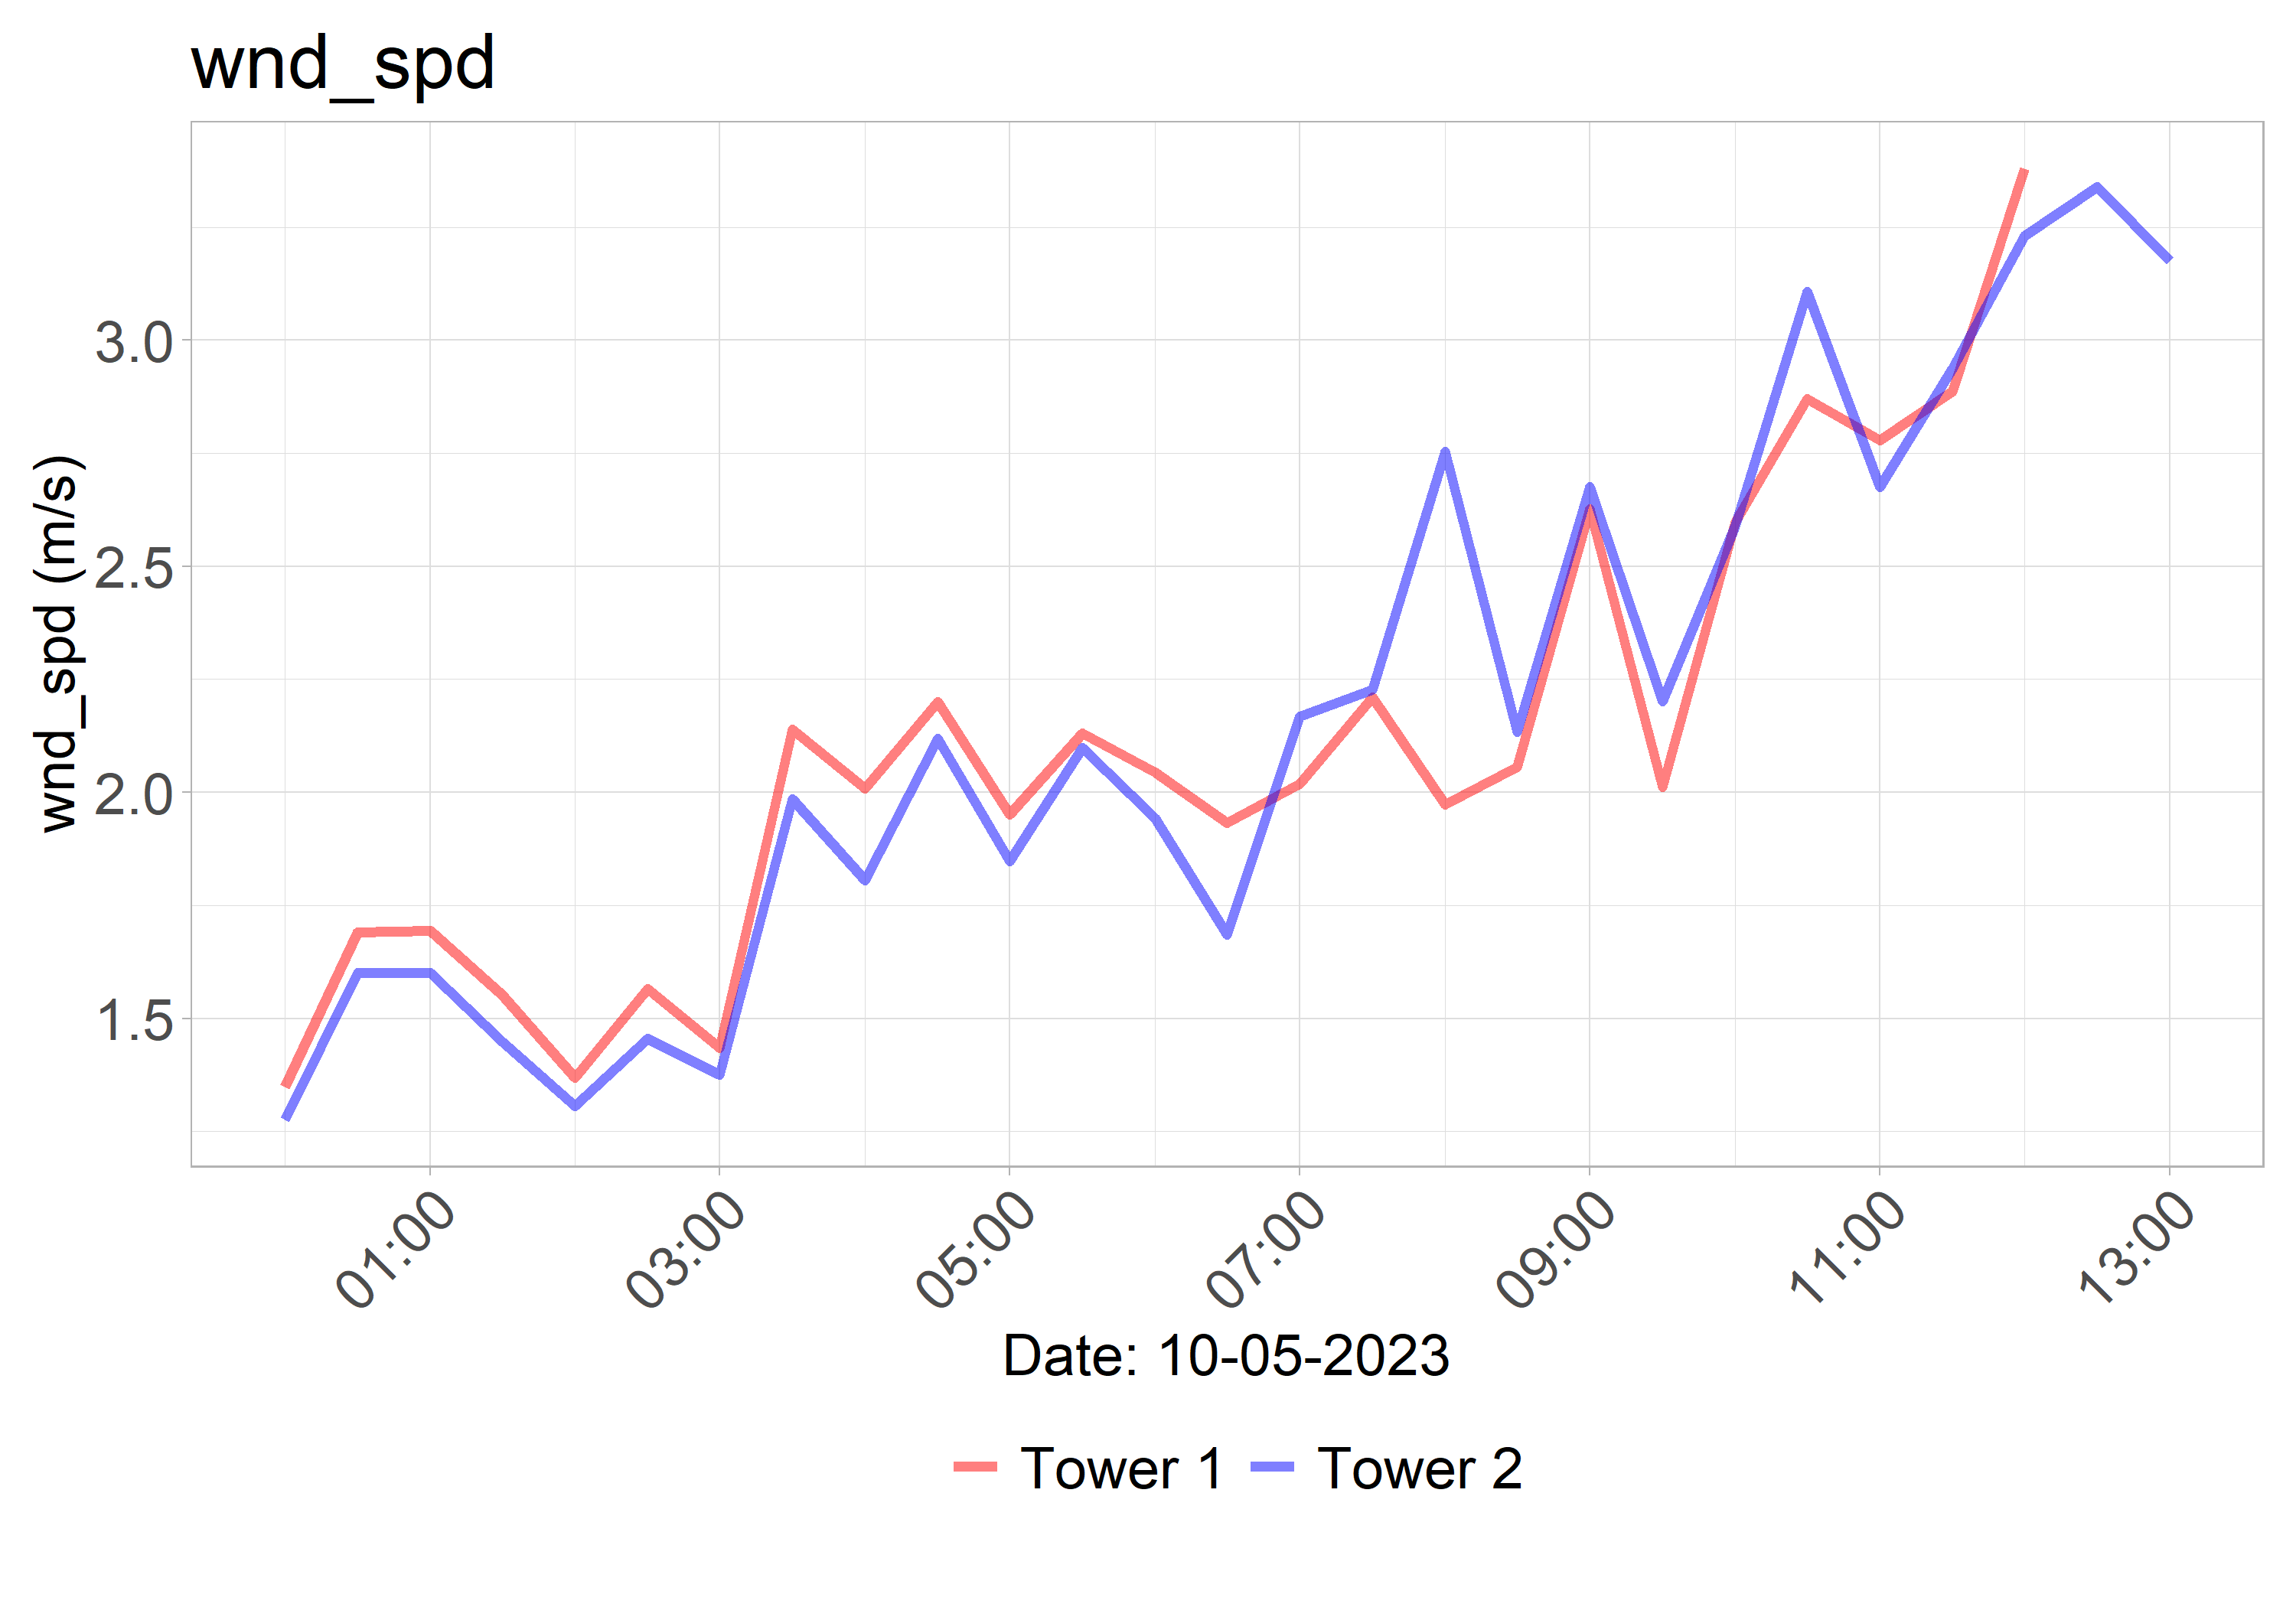 wnd_spd
wnd_spd (m/s)
3.0
2.5
2.0
1.5
01:00 03:00 05:00 07:00 09:00 11:00 13:00
Date: 10-05-2023
Tower 1 Tower 2